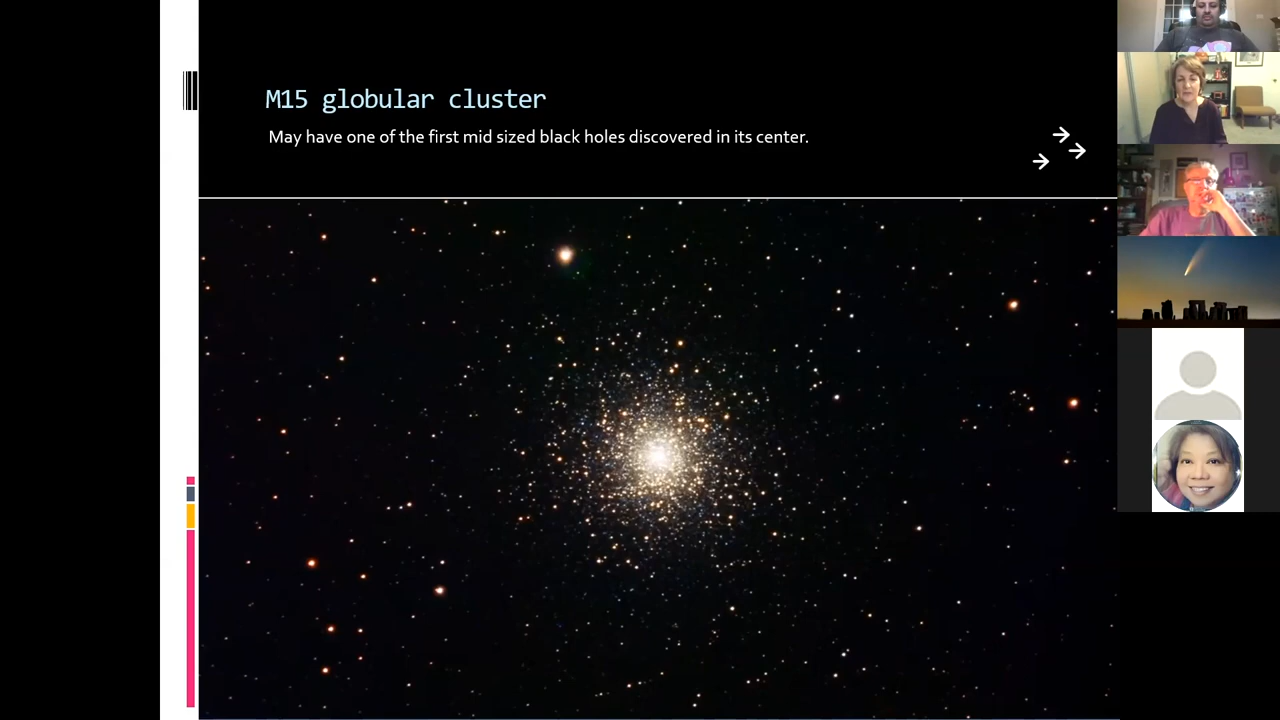 M15 globular cluster
May have one of the first mid sized black holes discovered in its center.